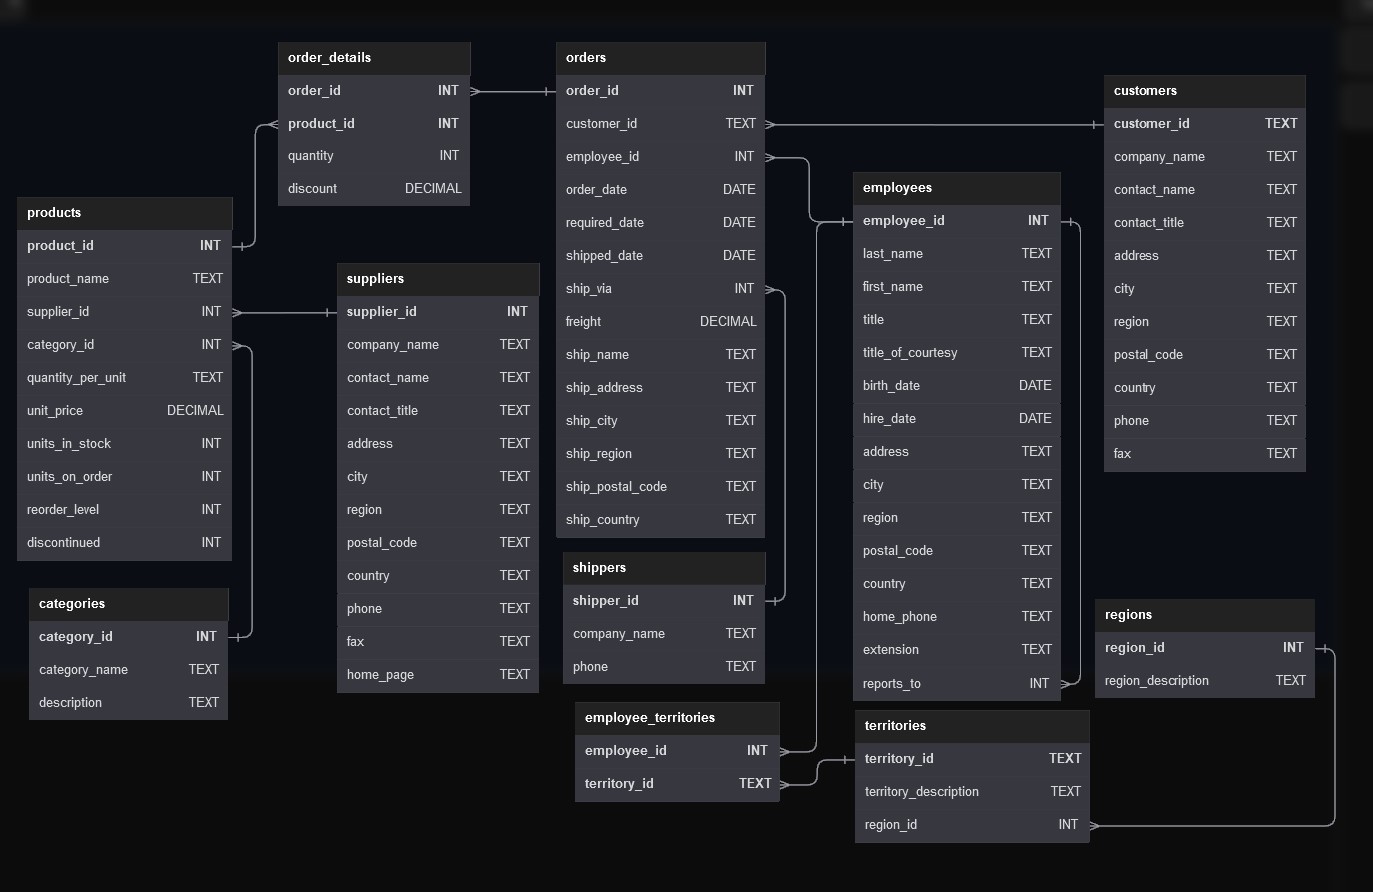 order_details
order_id INT
product_id INT
quantity INT
discount DECIMAL
orders
order_id INT
customer_id TEXT
employee_id INT
order_date DATE
required_date DATE
shipped_date DATE
ship_via INT
freight DECIMAL
ship_name TEXT
ship_address TEXT
ship_city TEXT
ship_region TEXT
ship_postal_code TEXT
ship_country TEXT
customers
customer_id TEXT
company_name TEXT
contact_name TEXT
contact_title TEXT
address TEXT
city TEXT
region TEXT
postal_code TEXT
country TEXT
phone TEXT
fax TEXT
employees
employee_id INT
last_name TEXT
first_name TEXT
title TEXT
title_of_courtesy TEXT
birth_date DATE
hire_date DATE
address TEXT
city TEXT
region TEXT
postal_code TEXT
country TEXT
home_phone TEXT
extension TEXT
reports_to INT
products
product_id INT
product_name TEXT
supplier_id INT
category_id INT
quantity_per_unit TEXT
unit_price DECIMAL
units_in_stock INT
units_on_order INT
reorder_level INT
discontinued INT
suppliers
supplier_id INT
company_name TEXT
contact_name TEXT
contact_title TEXT
address TEXT
city TEXT
region TEXT
postal_code TEXT
country TEXT
phone TEXT
fax TEXT
home_page TEXT
shippers
shipper_id INT
company_name TEXT
phone TEXT
categories
category_id INT
category_name TEXT
description TEXT
regions
region_id INT
region_description TEXT
employee_territories
employee_id INT
territory_id TEXT
territories
territory_id TEXT
territory_description TEXT
region_id INT